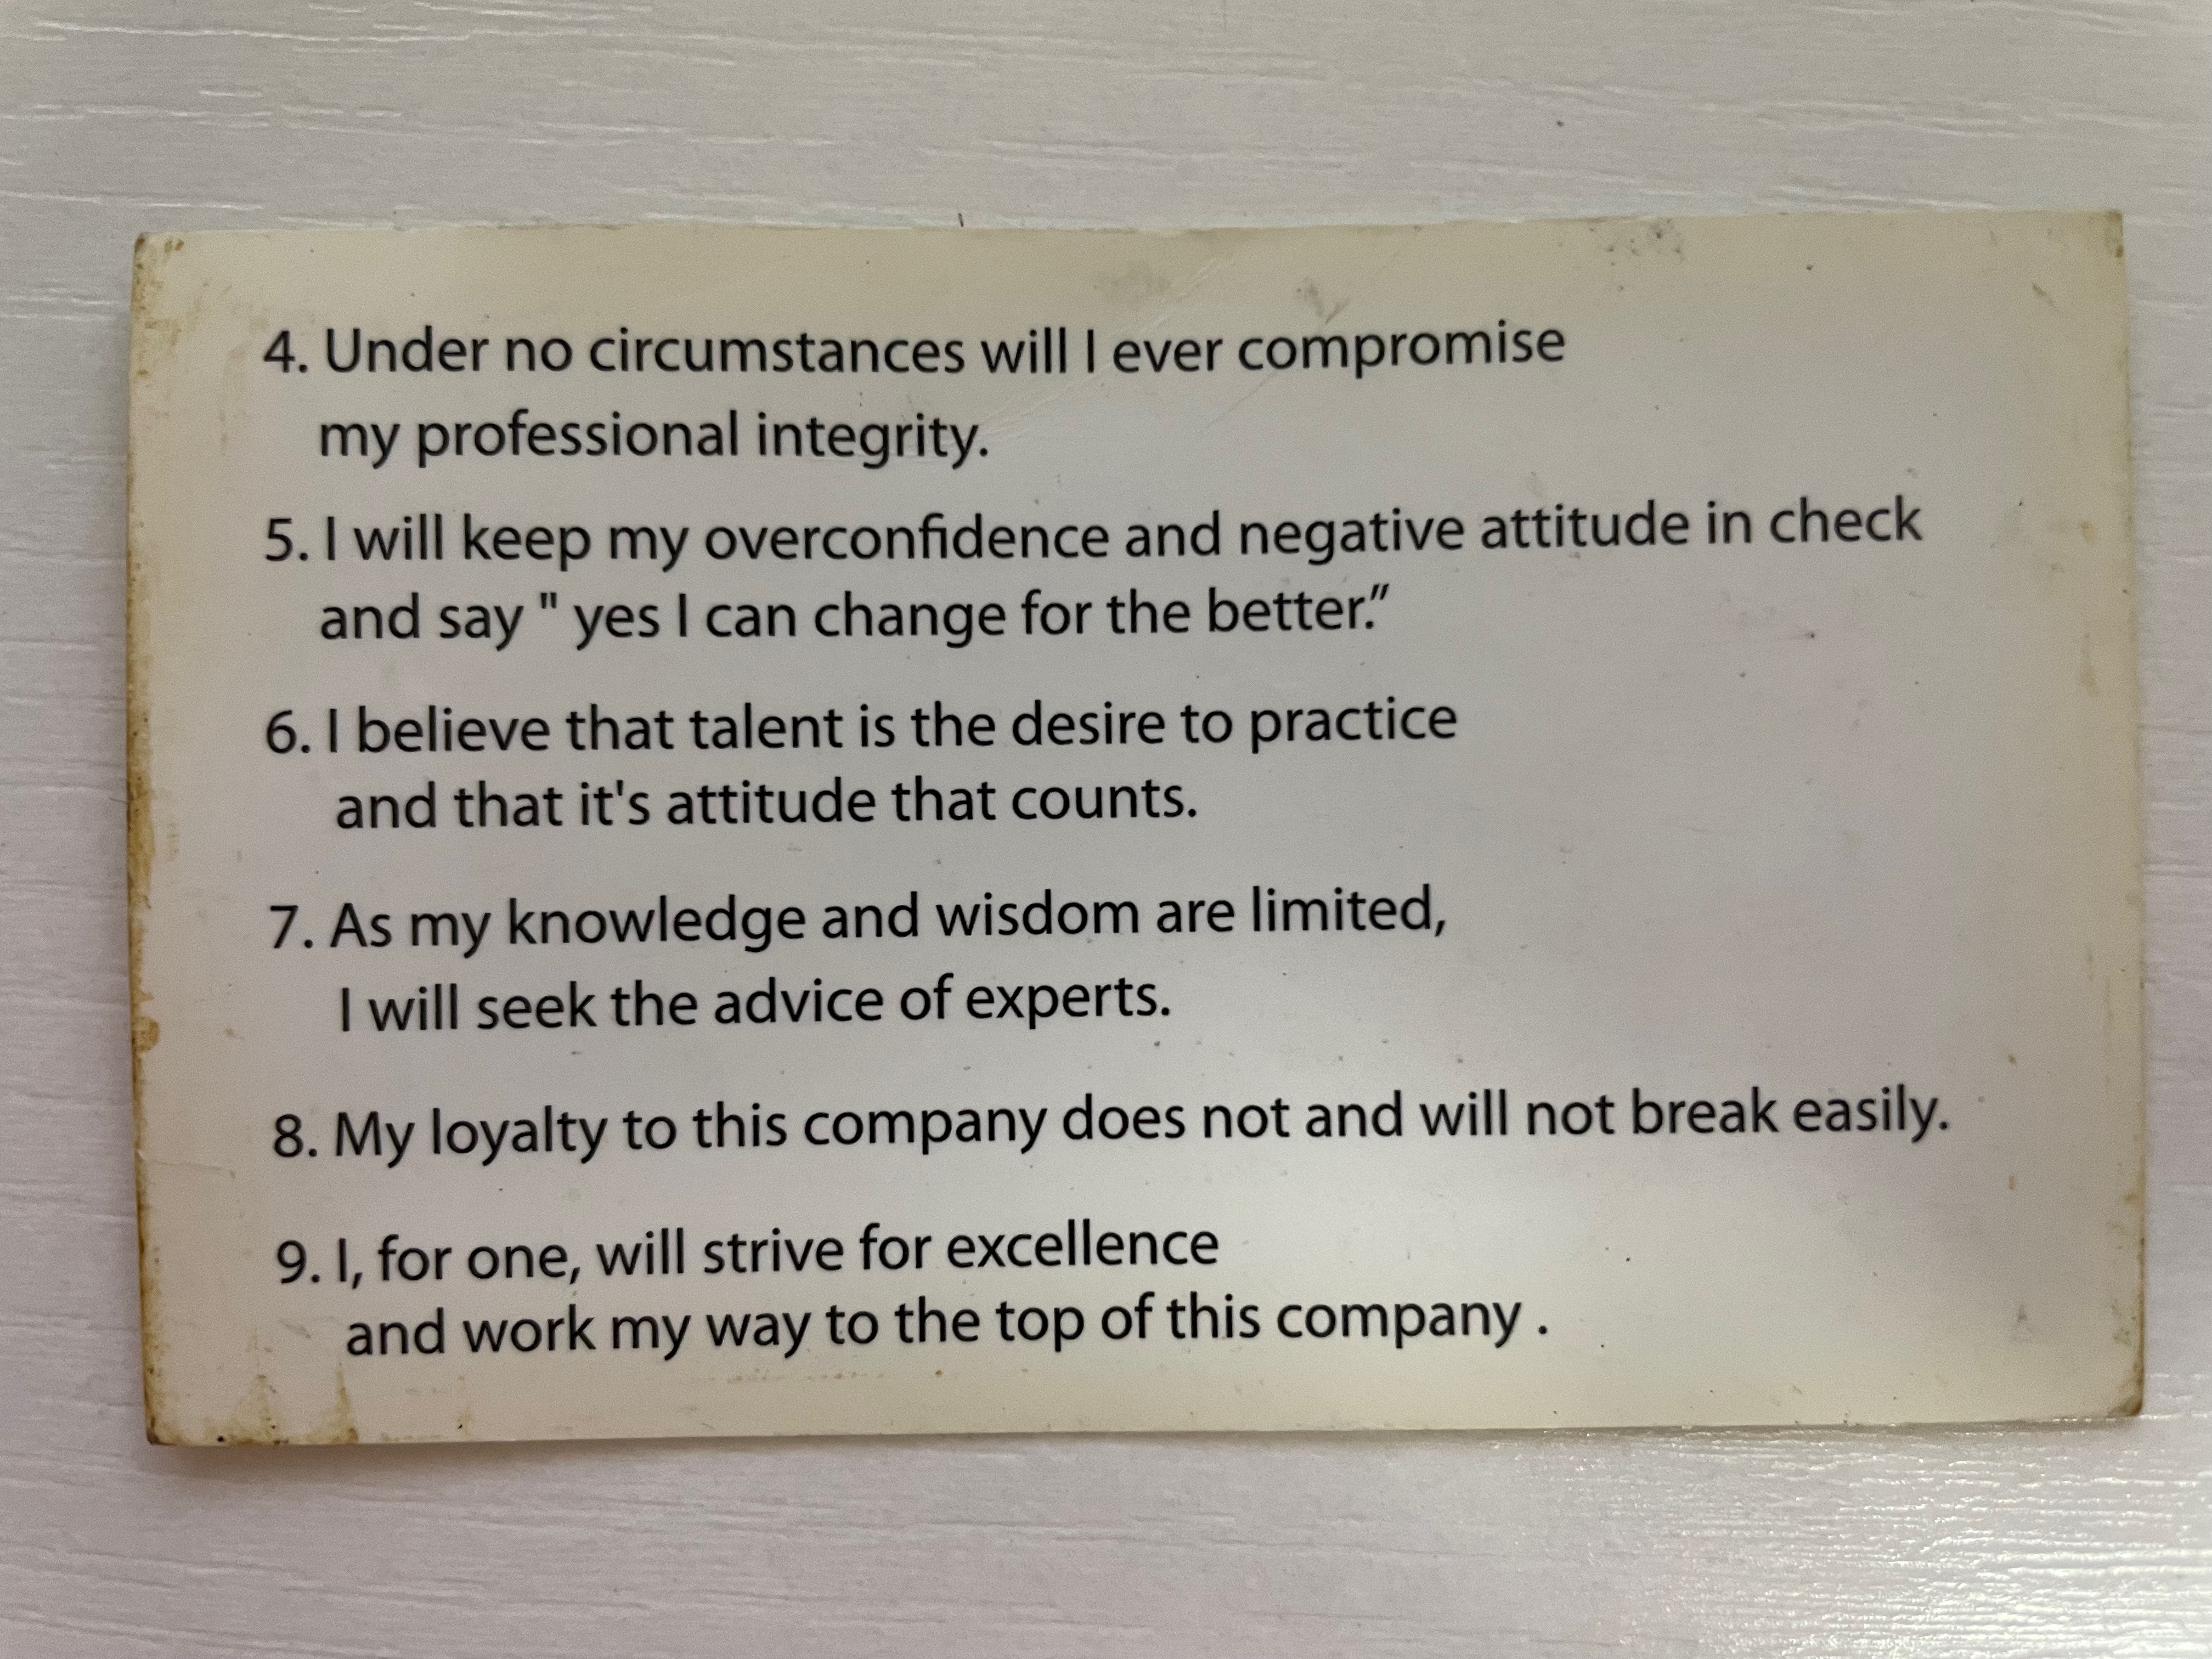 4. Under no circumstances will I ever compromise
my professional integrity.
5. I will keep my overconfidence and negative attitude in check
and say " yes I can change for the better.”
6. I believe that talent is the desire to practice
and that it's attitude that counts.
7. As my knowledge and wisdom are limited,
I will seek the advice of experts.
8. My loyalty to this company does not and will not break easily.
9. I, for one, will strive for excellence
and work my way to the top of this company .